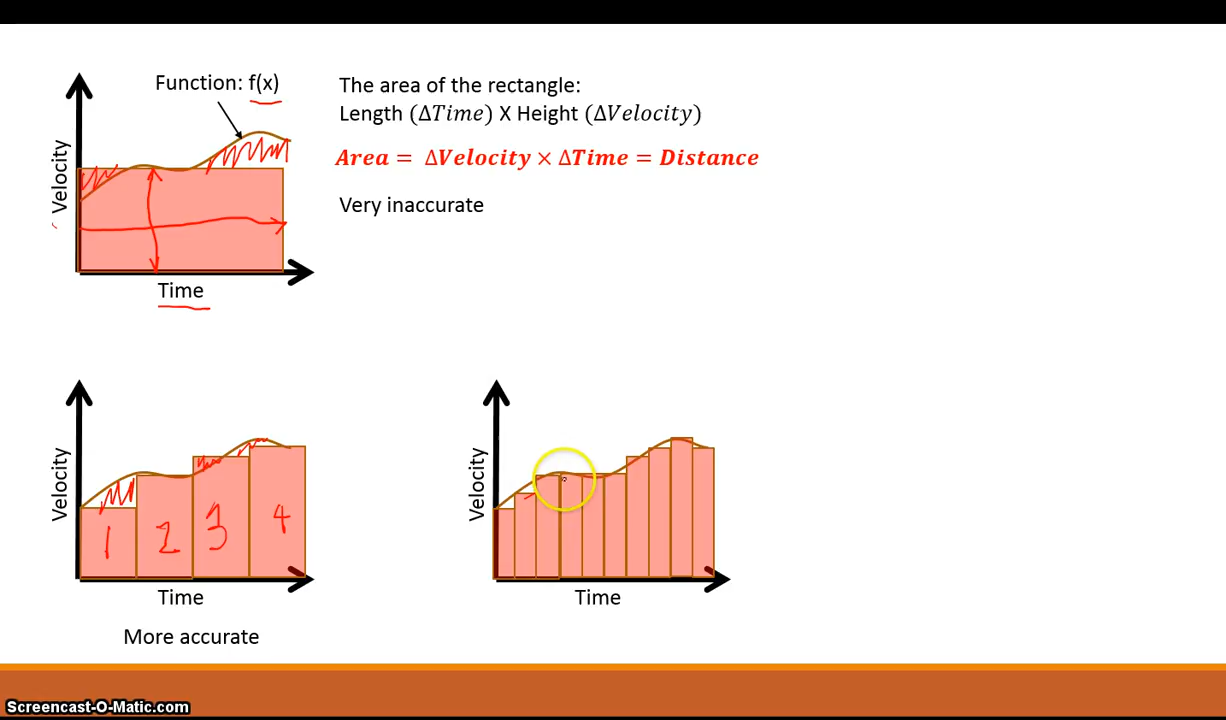 Function: f(x)
The area of the rectangle:
Length (ΔTime) X Height (ΔVelocity)
Area = ΔVelocity × ΔTime = Distance
Very inaccurate
Velocity
Time
Velocity
1 2 3 4
Time
More accurate
Velocity
Time
Screencast-O-Matic.com